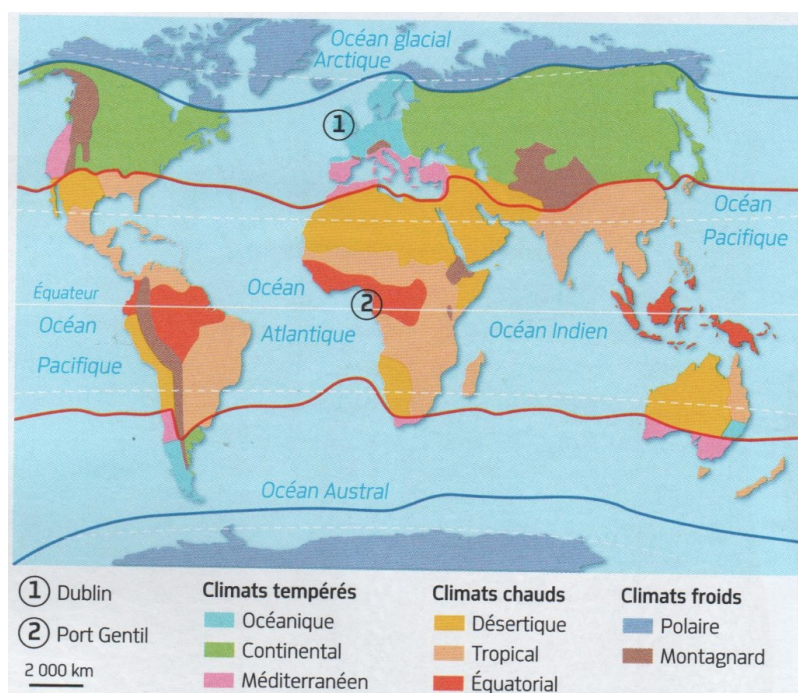 Océan glacial
Arctique
1
Océan
Pacifique
Équateur
Océan
Pacifique
Océan
Atlantique
2
Océan Indien
Océan Austral
1 Dublin
2 Port Gentil
2 000 km
Climats tempérés
Océanique
Continental
Méditerranéen
Climats chauds
Désertique
Tropical
Équatorial
Climats froids
Polaire
Montagnard